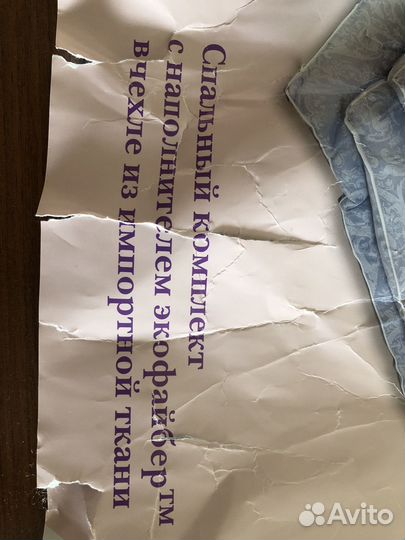 Спальный комплект
с наполнителем экофайбер™
в чехле из импортной ткани
Avito